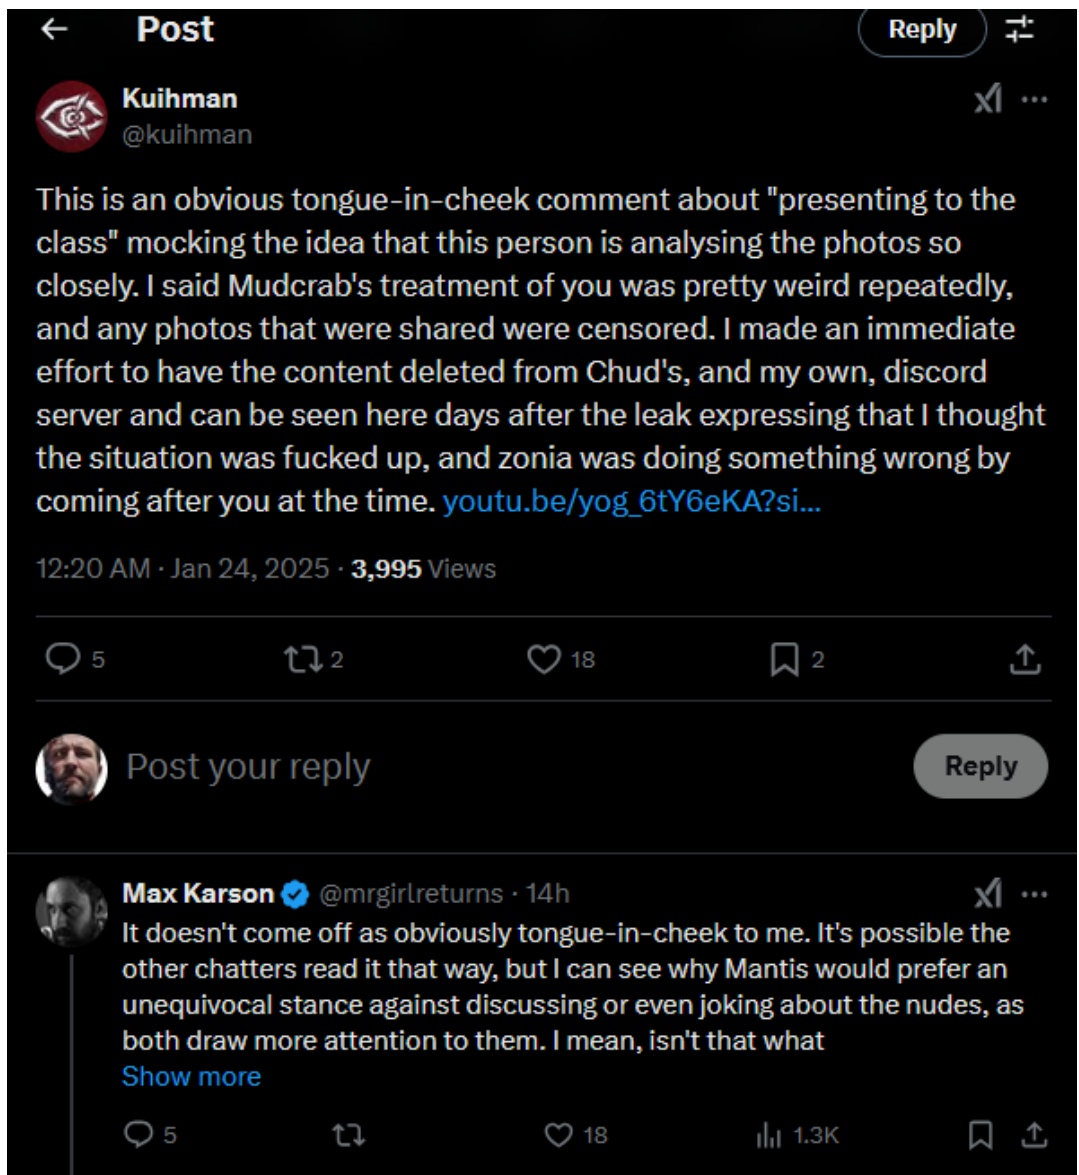 Post
Reply
Kuihman
@kuihman
This is an obvious tongue-in-cheek comment about "presenting to the
class" mocking the idea that this person is analysing the photos so
closely. I said Mudcrab's treatment of you was pretty weird repeatedly,
and any photos that were shared were censored. I made an immediate
effort to have the content deleted from Chud's, and my own, discord
server and can be seen here days after the leak expressing that I thought
the situation was fucked up, and zonia was doing something wrong by
coming after you at the time. youtu.be/yog_6tY6eKA?si...
12:20 AM · Jan 24, 2025 · 3,995 Views
5 2 18 2
Post your reply
Reply
Max Karson @mrgirlreturns · 14h
It doesn't come off as obviously tongue-in-cheek to me. It's possible the
other chatters read it that way, but I can see why Mantis would prefer an
unequivocal stance against discussing or even joking about the nudes, as
both draw more attention to them. I mean, isn't that what
Show more
5 18 1.3K